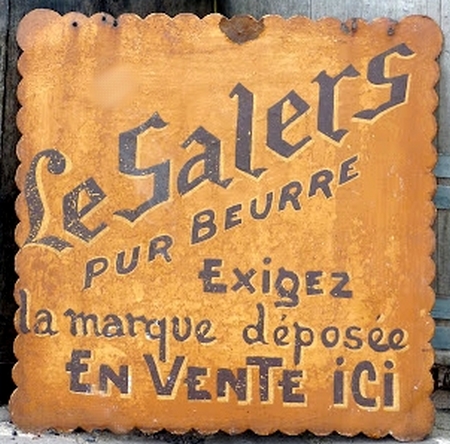 Le Salers
PUR BEURRE
EXiGEZ
la marque déposée
EN VENTE iCi